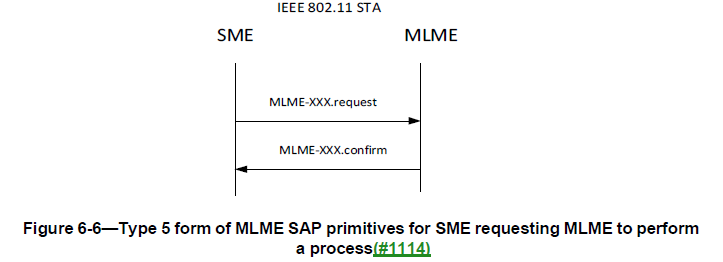 IEEE 802.11 STA
SME MLME
MLME-XXX.request
MLME-XXX.confirm
Figure 6-6—Type 5 form of MLME SAP primitives for SME requesting MLME to perform
a process(#1114)